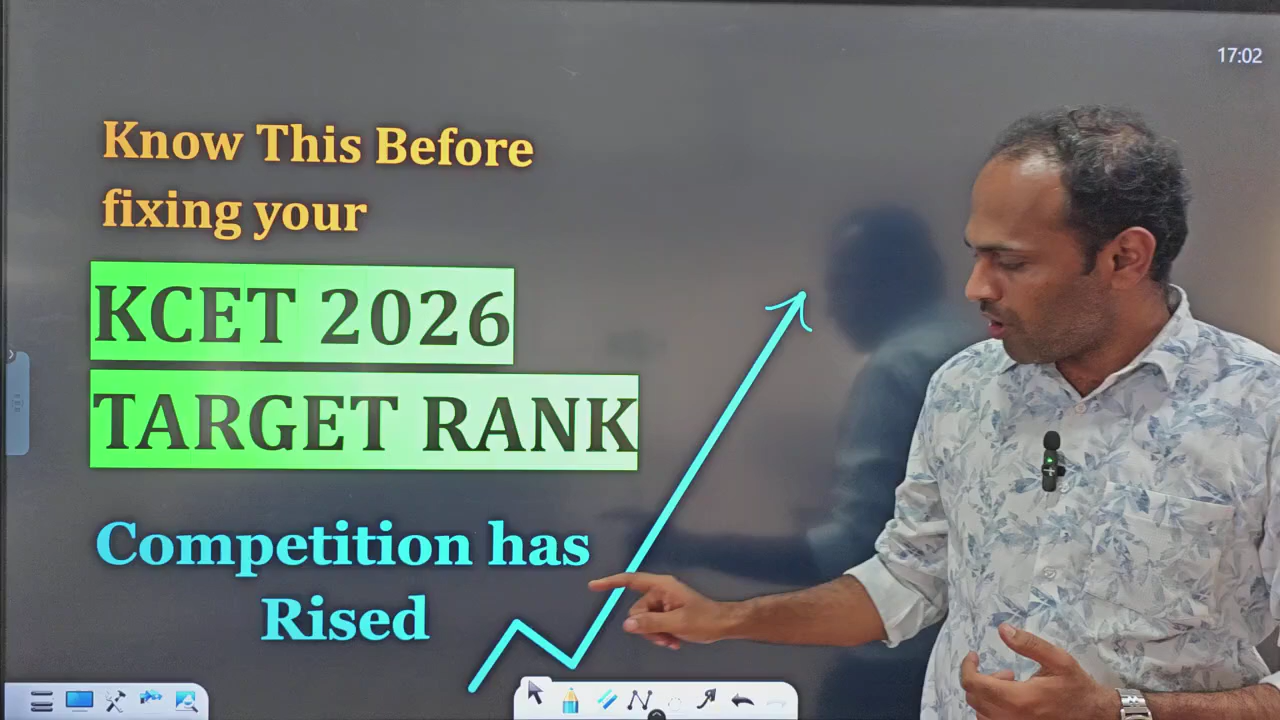 17:02
Know This Before
fixing your
KCET 2026
TARGET RANK
Competition has
Rised